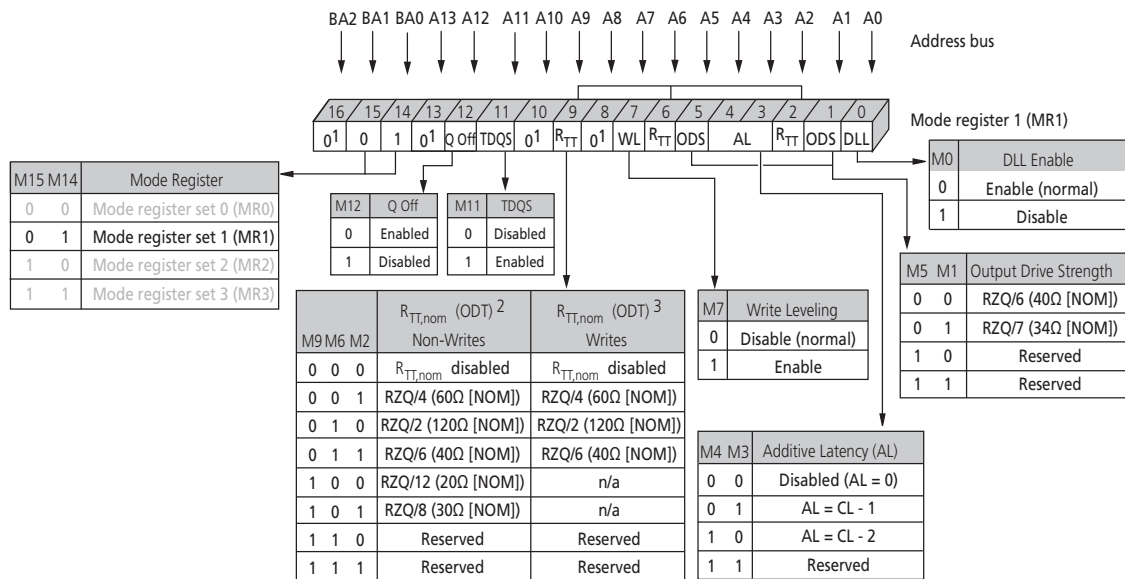 BA2 BA1 BA0 A13 A12 A11 A10 A9 A8 A7 A6 A5 A4 A3 A2 A1 A0
Address bus
16 15 14 13 12 11 10 9 8 7 6 5 4 3 2 1 0
0¹ 0 1 0¹ Q Off TDQS 0¹ RTT 0¹ WL RTT ODS AL RTT ODS DLL
Mode register 1 (MR1)
M15 M14 Mode Register
0 0 Mode register set 0 (MR0)
0 1 Mode register set 1 (MR1)
1 0 Mode register set 2 (MR2)
1 1 Mode register set 3 (MR3)
M12 Q Off
0 Enabled
1 Disabled
M11 TDQS
0 Disabled
1 Enabled
M0 DLL Enable
0 Enable (normal)
1 Disable
M5 M1 Output Drive Strength
0 0 RZQ/6 (40Ω [NOM])
0 1 RZQ/7 (34Ω [NOM])
1 0 Reserved
1 1 Reserved
M9 M6 M2 RTT,nom (ODT) 2 Non-Writes RTT,nom (ODT) 3 Writes
0 0 0 RTT,nom disabled RTT,nom disabled
0 0 1 RZQ/4 (60Ω [NOM]) RZQ/4 (60Ω [NOM])
0 1 0 RZQ/2 (120Ω [NOM]) RZQ/2 (120Ω [NOM])
0 1 1 RZQ/6 (40Ω [NOM]) RZQ/6 (40Ω [NOM])
1 0 0 RZQ/12 (20Ω [NOM]) n/a
1 0 1 RZQ/8 (30Ω [NOM]) n/a
1 1 0 Reserved Reserved
1 1 1 Reserved Reserved
M7 Write Leveling
0 Disable (normal)
1 Enable
M4 M3 Additive Latency (AL)
0 0 Disabled (AL = 0)
0 1 AL = CL - 1
1 0 AL = CL - 2
1 1 Reserved